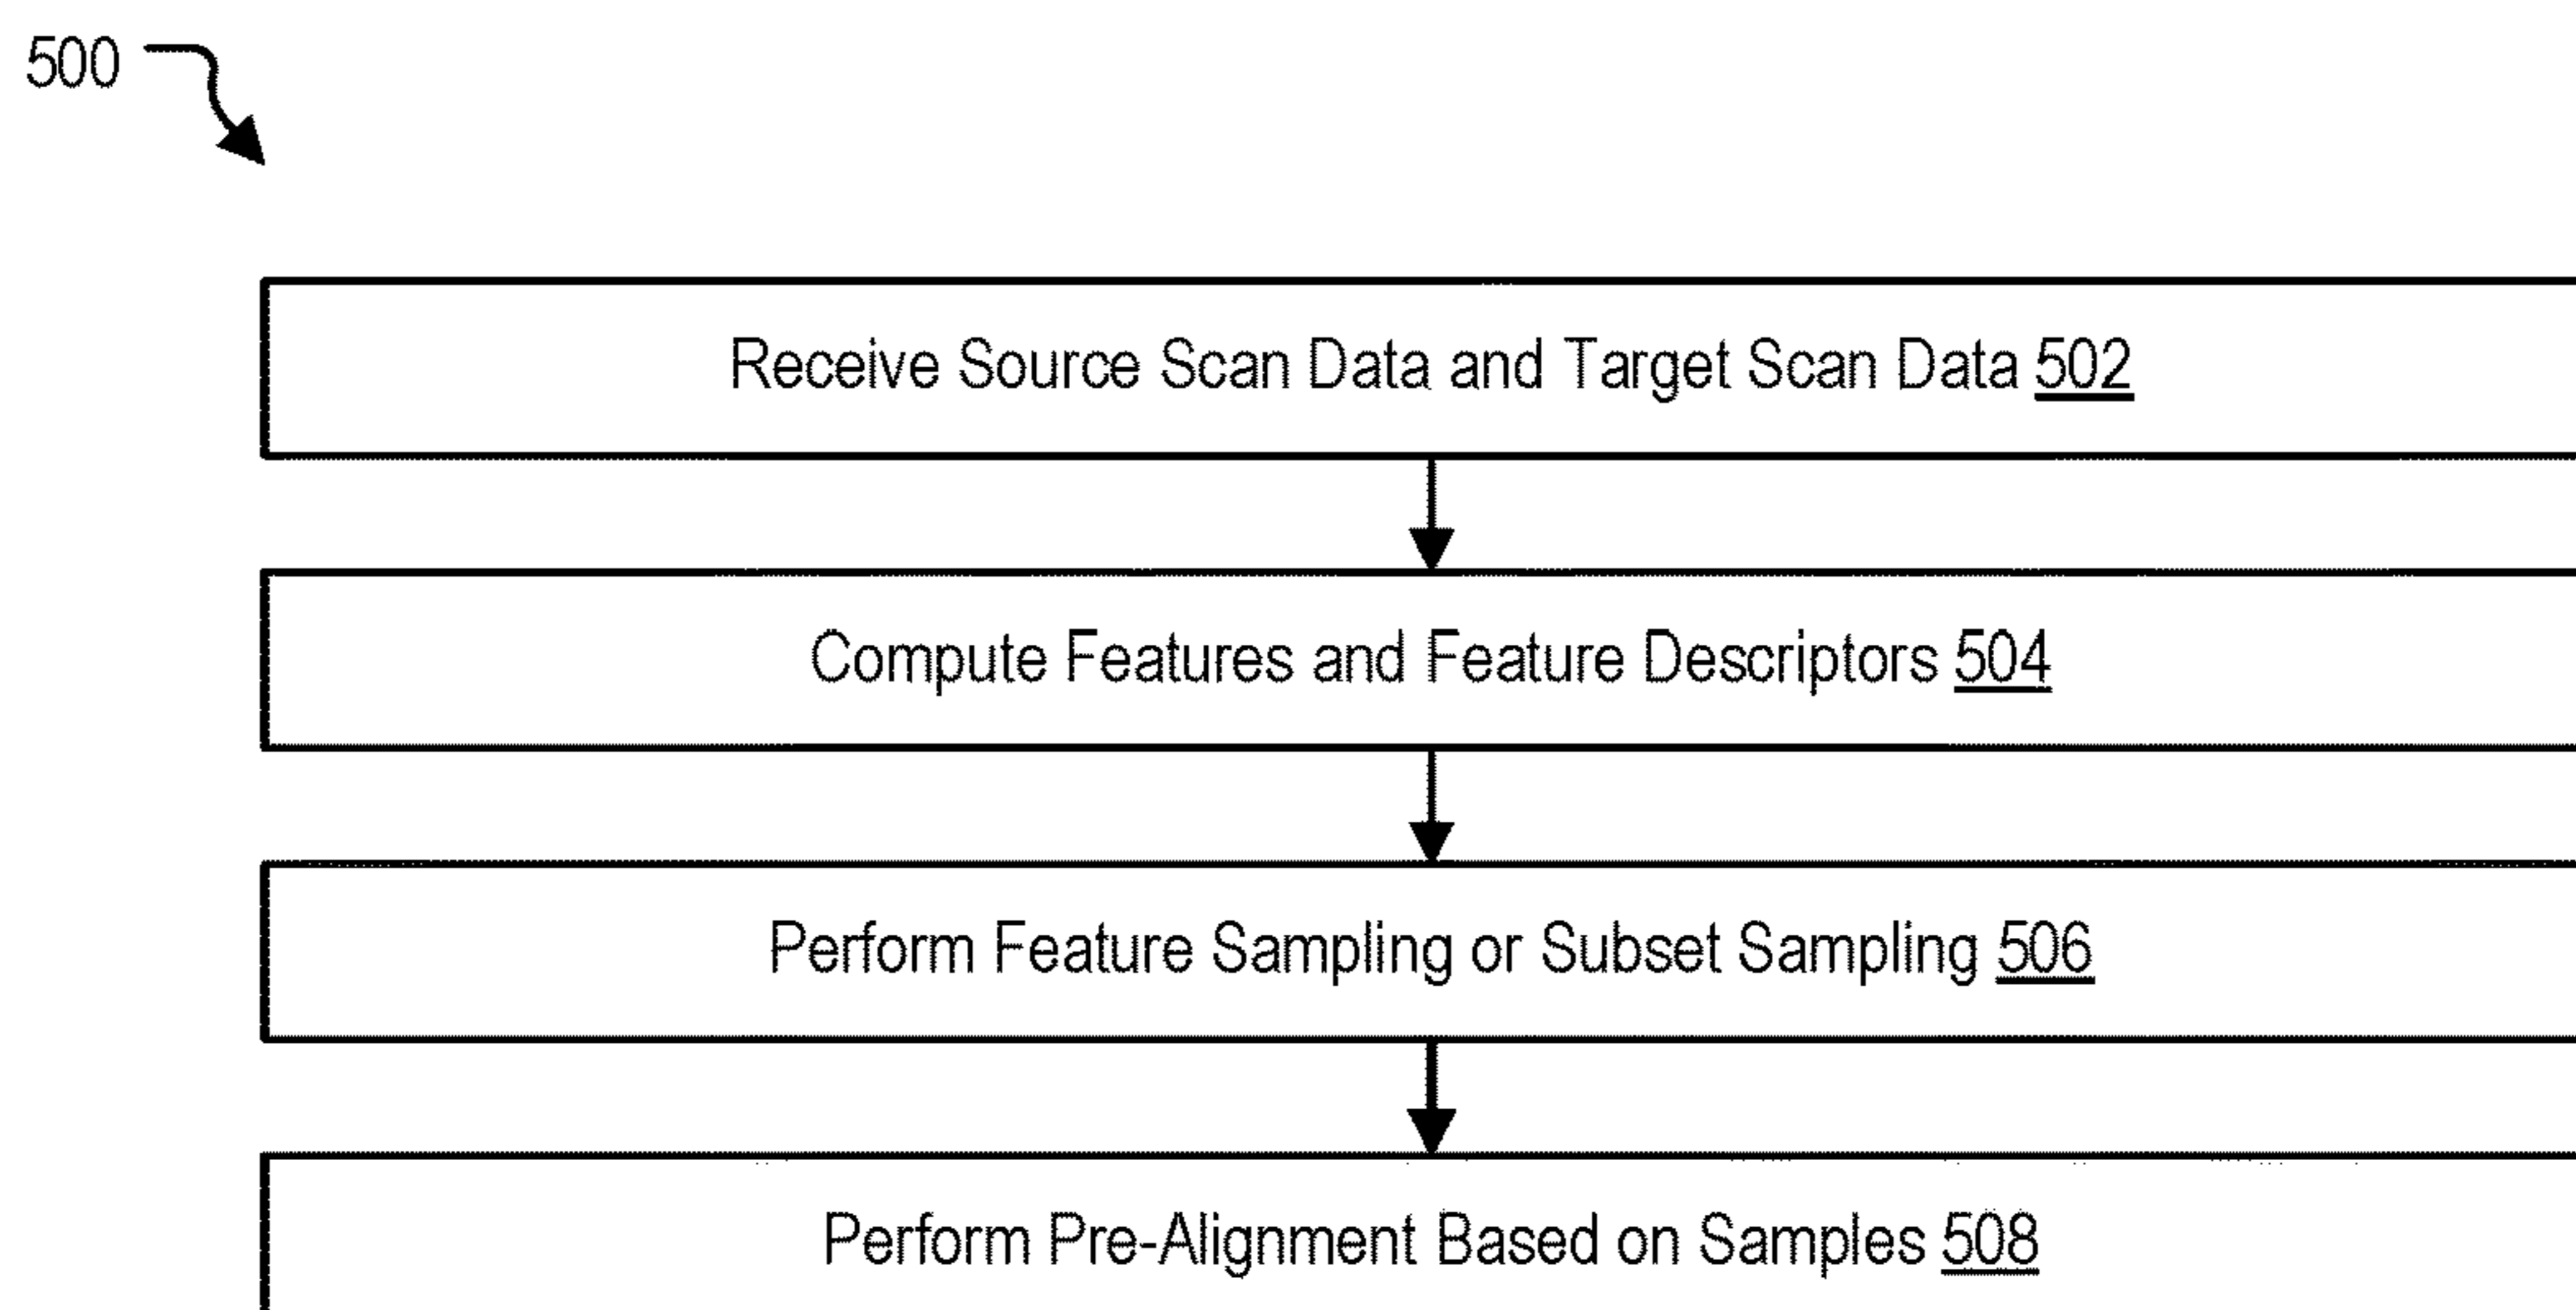 500
Receive Source Scan Data and Target Scan Data 502
Compute Features and Feature Descriptors 504
Perform Feature Sampling or Subset Sampling 506
Perform Pre-Alignment Based on Samples 508